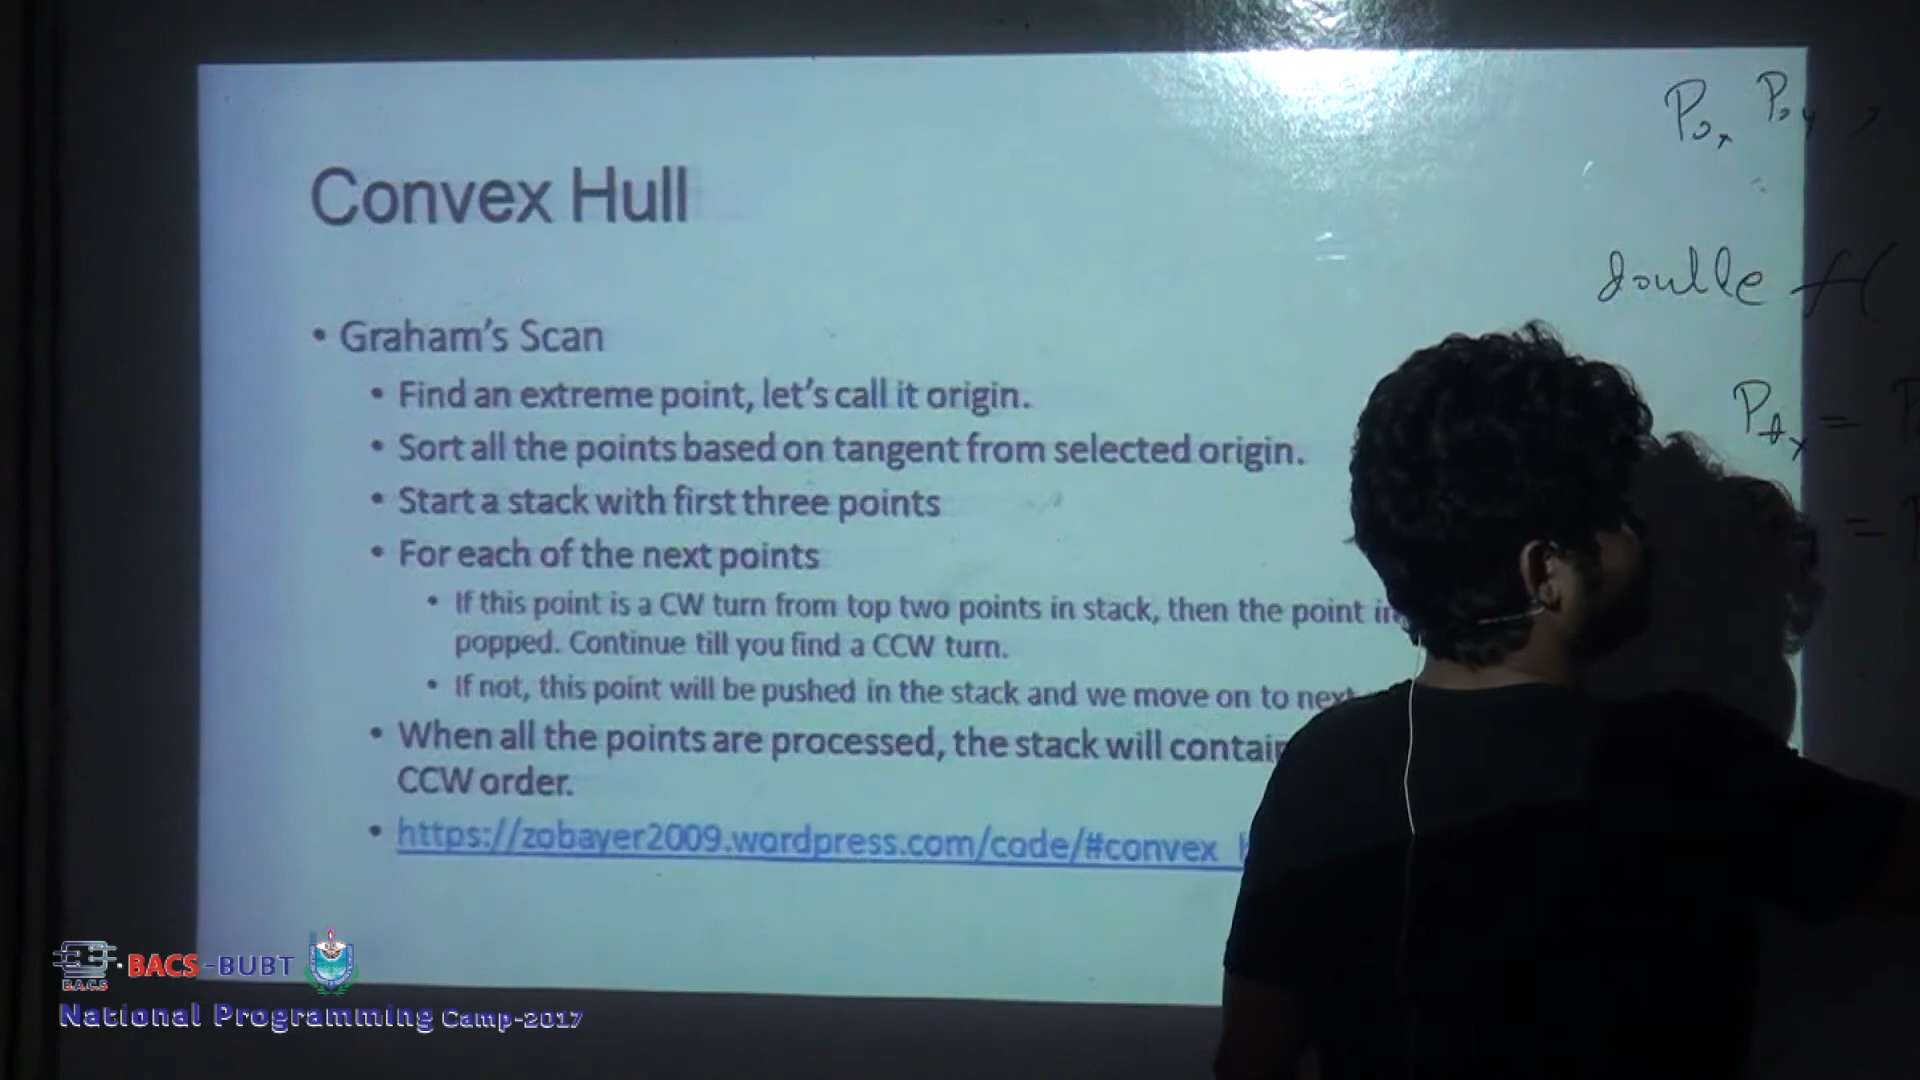 Convex Hull
• Graham's Scan
• Find an extreme point, let's call it origin.
• Sort all the points based on tangent from selected origin.
• Start a stack with first three points
• For each of the next points
• If this point is a CW turn from top two points in stack, then the point
popped. Continue till you find a CCW turn.
• If not, this point will be pushed in the stack and we move on to next
• When all the points are processed, the stack will contain
CCW order.
• https://zobayer2009.wordpress.com/code/#convex_
P0x P0y
double f(
Ptx =
=
B.A.C.S
BACS-BUBT
National Programming Camp-2017